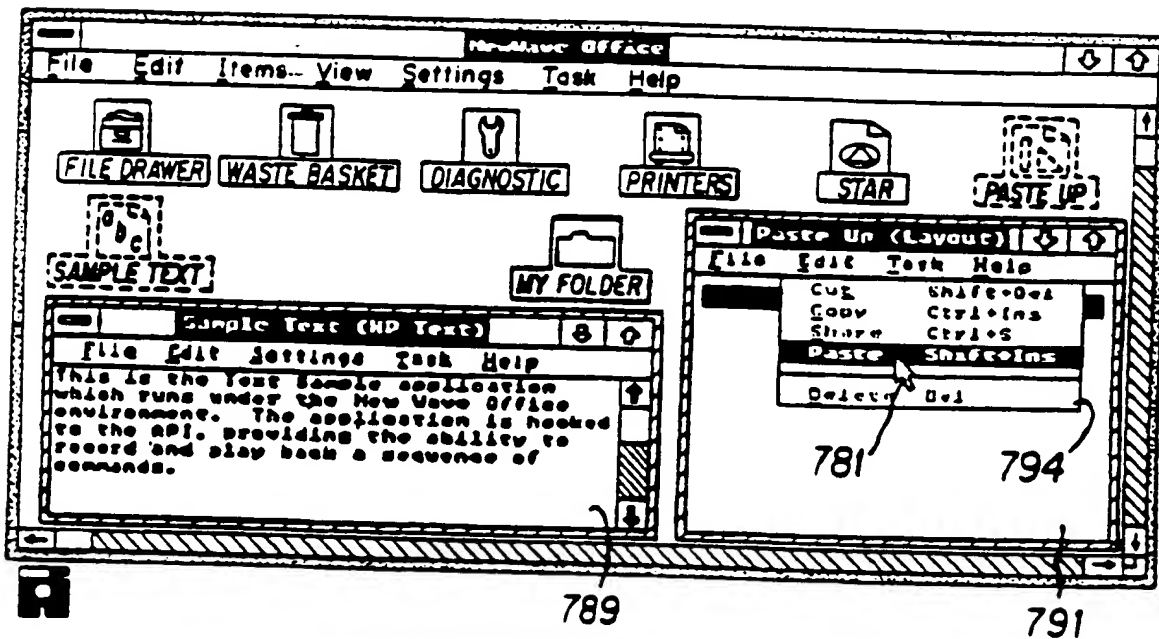 NewWave Office
File Edit Items... View Settings Task Help
FILE DRAWER WASTE BASKET DIAGNOSTIC PRINTERS STAR PASTE UP
SAMPLE TEXT MY FOLDER
Paste Up (Layout)
File Edit Task Help
Cut Shift+Del
Copy Ctrl+Ins
Share Ctrl+S
Paste Shift+Ins
Delete Del
Sample Text (HP Text)
File Edit Settings Task Help
This is the Text Sample application
which runs under the New Wave Office
environment. The application is hooked
to the API, providing the ability to
record and play back a sequence of
commands.
781 794
789 791